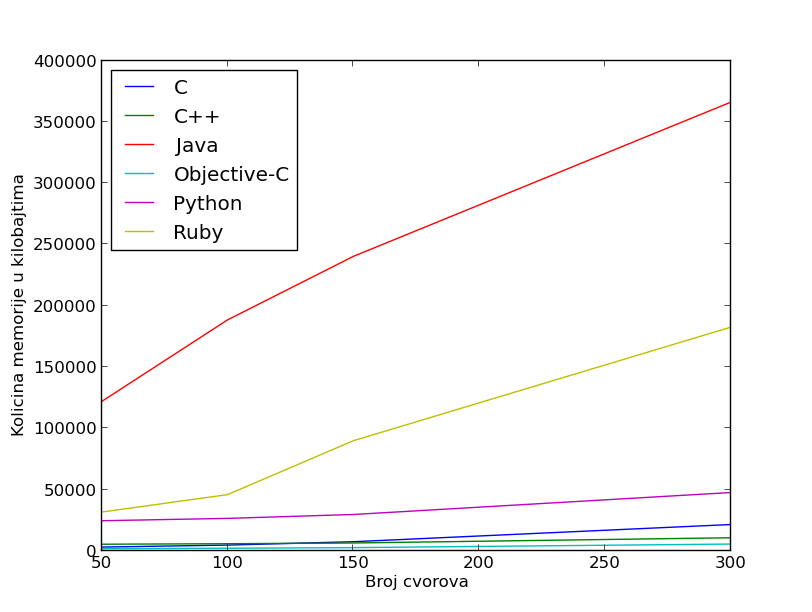 400000
350000
300000
250000
200000
150000
100000
50000
0
Kolicina memorije u kilobajtima
C
C++
Java
Objective-C
Python
Ruby
50
100
150
200
250
300
Broj cvorova